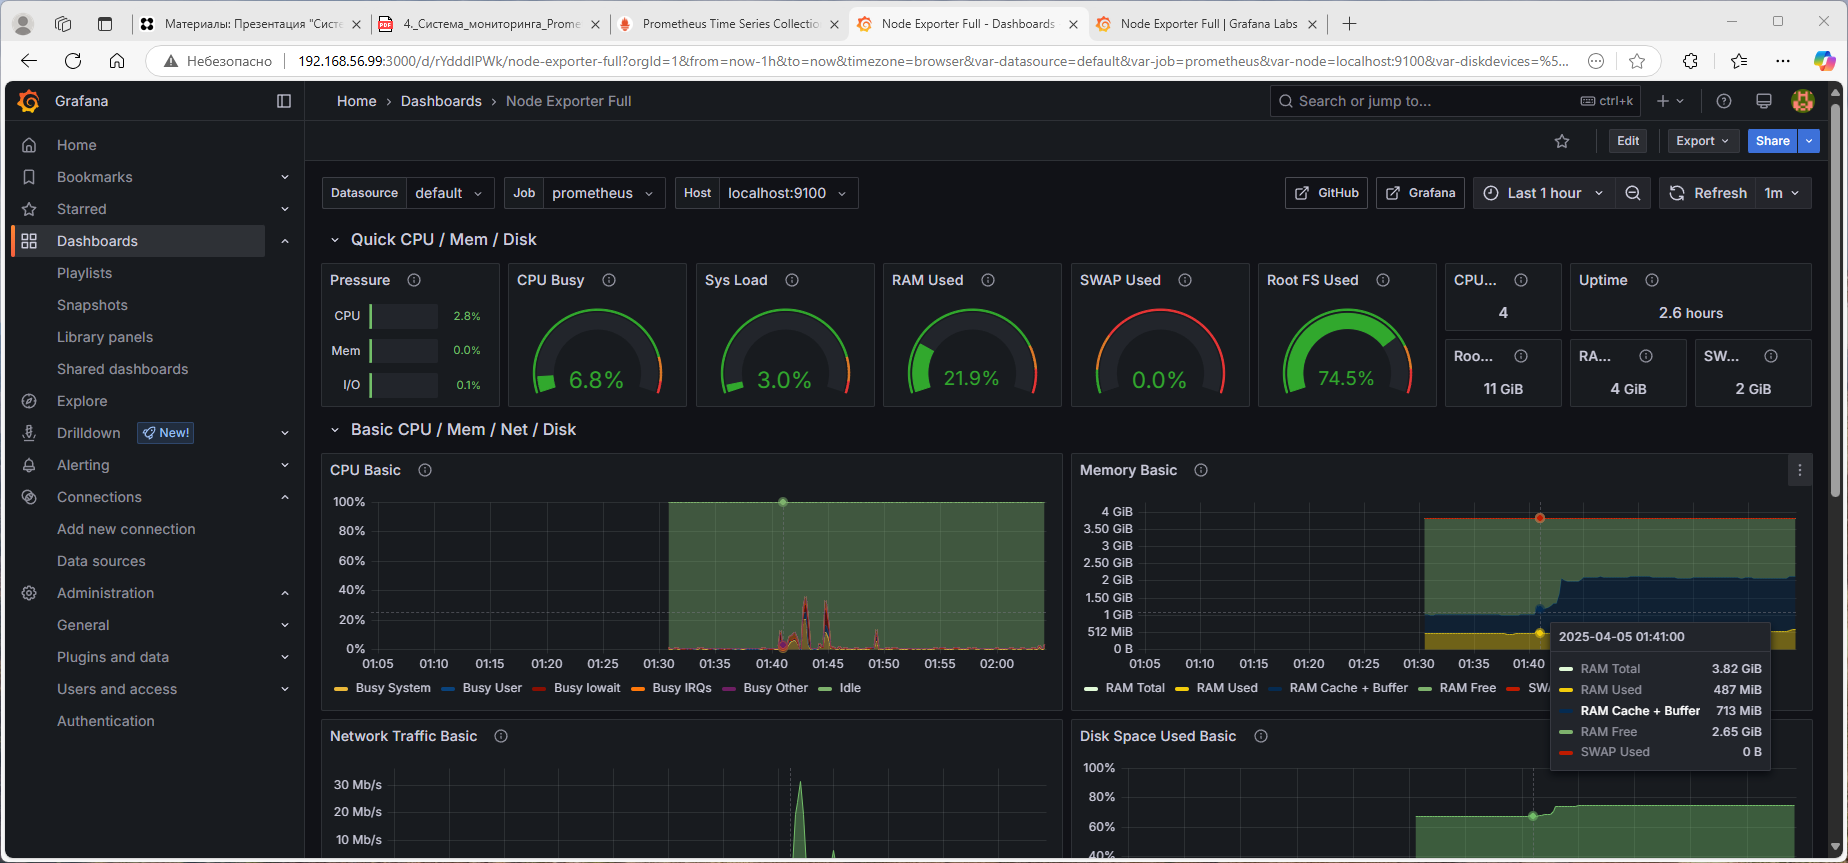 Материалы: Презентация "Систе
4._Система_мониторинга_Prome
Prometheus Time Series Collectio
Node Exporter Full - Dashboards
Node Exporter Full | Grafana Labs
Небезопасно
192.168.56.99:3000/d/rYdddlPWk/node-exporter-full?orgId=1&from=now-1h&to=now&timezone=browser&var-datasource=default&var-job=prometheus&var-node=localhost:9100&var-diskdevices=%5...
Grafana
Home › Dashboards › Node Exporter Full
Search or jump to...
ctrl+k
Edit
Export
Share
Home
Bookmarks
Starred
Dashboards
Playlists
Snapshots
Library panels
Shared dashboards
Explore
Drilldown
New!
Alerting
Connections
Add new connection
Data sources
Administration
General
Plugins and data
Users and access
Authentication
Datasource default
Job prometheus
Host localhost:9100
GitHub
Grafana
Last 1 hour
Refresh 1m
Quick CPU / Mem / Disk
Pressure
CPU 2.8%
Mem 0.0%
I/O 0.1%
CPU Busy
6.8%
Sys Load
3.0%
RAM Used
21.9%
SWAP Used
0.0%
Root FS Used
74.5%
CPU...
4
Uptime
2.6 hours
Roo...
11 GiB
RA...
4 GiB
SW...
2 GiB
Basic CPU / Mem / Net / Disk
CPU Basic
100%
80%
60%
40%
20%
0%
01:05 01:10 01:15 01:20 01:25 01:30 01:35 01:40 01:45 01:50 01:55 02:00
Busy System Busy User Busy Iowait Busy IRQs Busy Other Idle
Memory Basic
4 GiB
3.50 GiB
3 GiB
2.50 GiB
2 GiB
1.50 GiB
1 GiB
512 MiB
0 B
01:05 01:10 01:15 01:20 01:25 01:30 01:35 01:40
RAM Total RAM Used RAM Cache + Buffer RAM Free SWA
2025-04-05 01:41:00
RAM Total 3.82 GiB
RAM Used 487 MiB
RAM Cache + Buffer 713 MiB
RAM Free 2.65 GiB
SWAP Used 0 B
Network Traffic Basic
30 Mb/s
20 Mb/s
10 Mb/s
Disk Space Used Basic
100%
80%
60%
40%